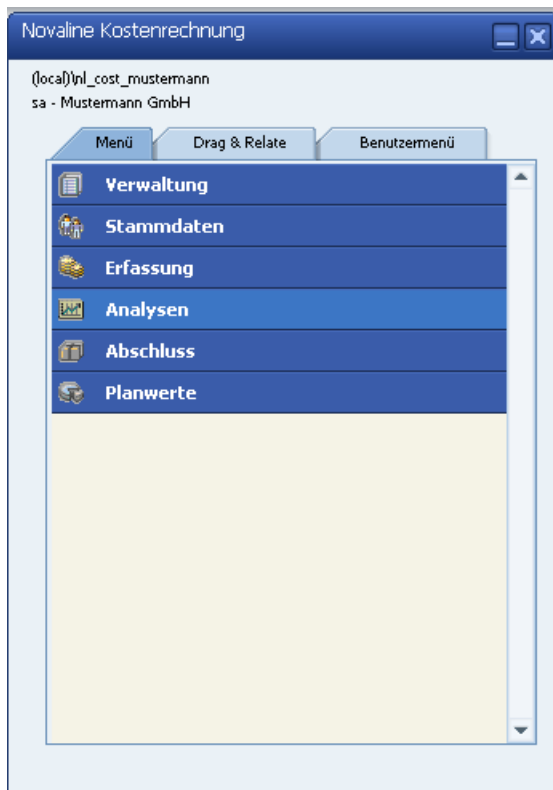 Novaline Kostenrechnung
(local)\nl_cost_mustermann
sa - Mustermann GmbH
Menü Drag & Relate Benutzermenü
Verwaltung
Stammdaten
Erfassung
Analysen
Abschluss
Planwerte